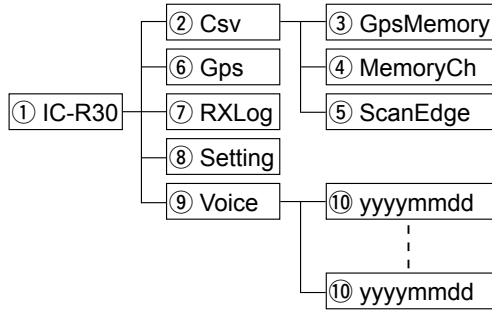 ① IC-R30
② Csv
③ GpsMemory
④ MemoryCh
⑤ ScanEdge
⑥ Gps
⑦ RXLog
⑧ Setting
⑨ Voice
⑩ yyyymmdd
⑩ yyyymmdd